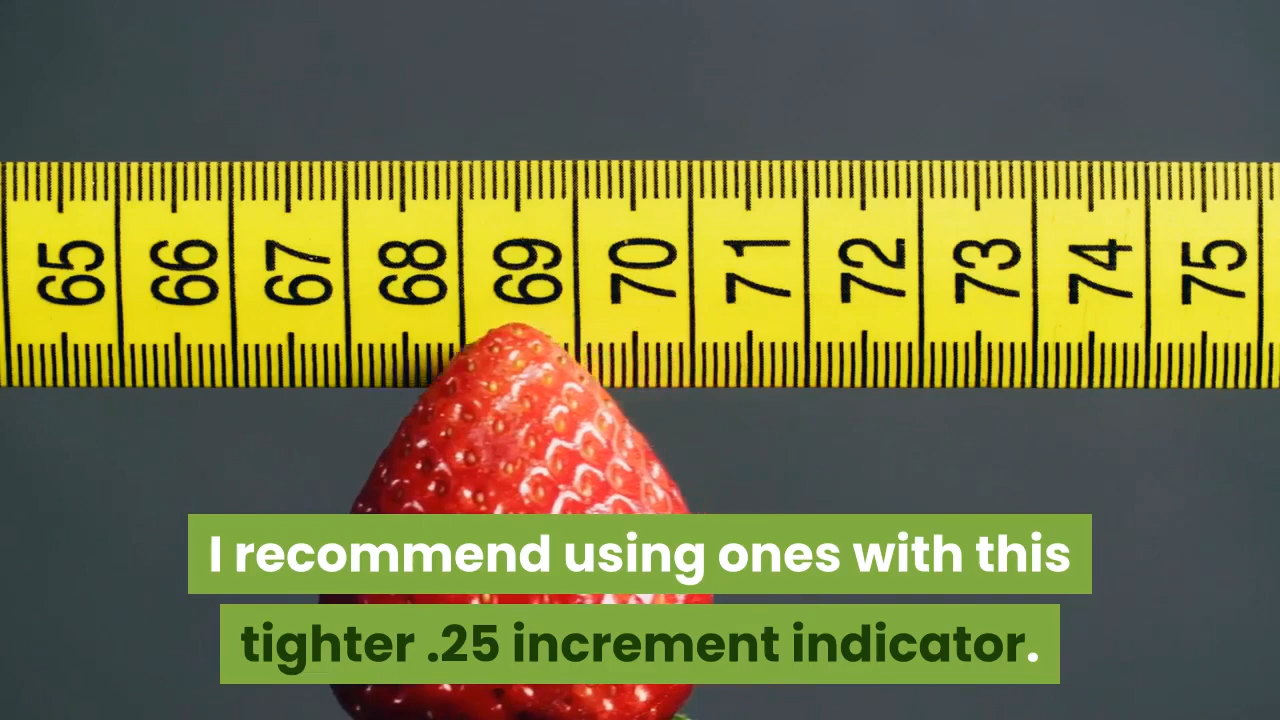 65 66 67 68 69 70 71 72 73 74 75
I recommend using ones with this
tighter .25 increment indicator.